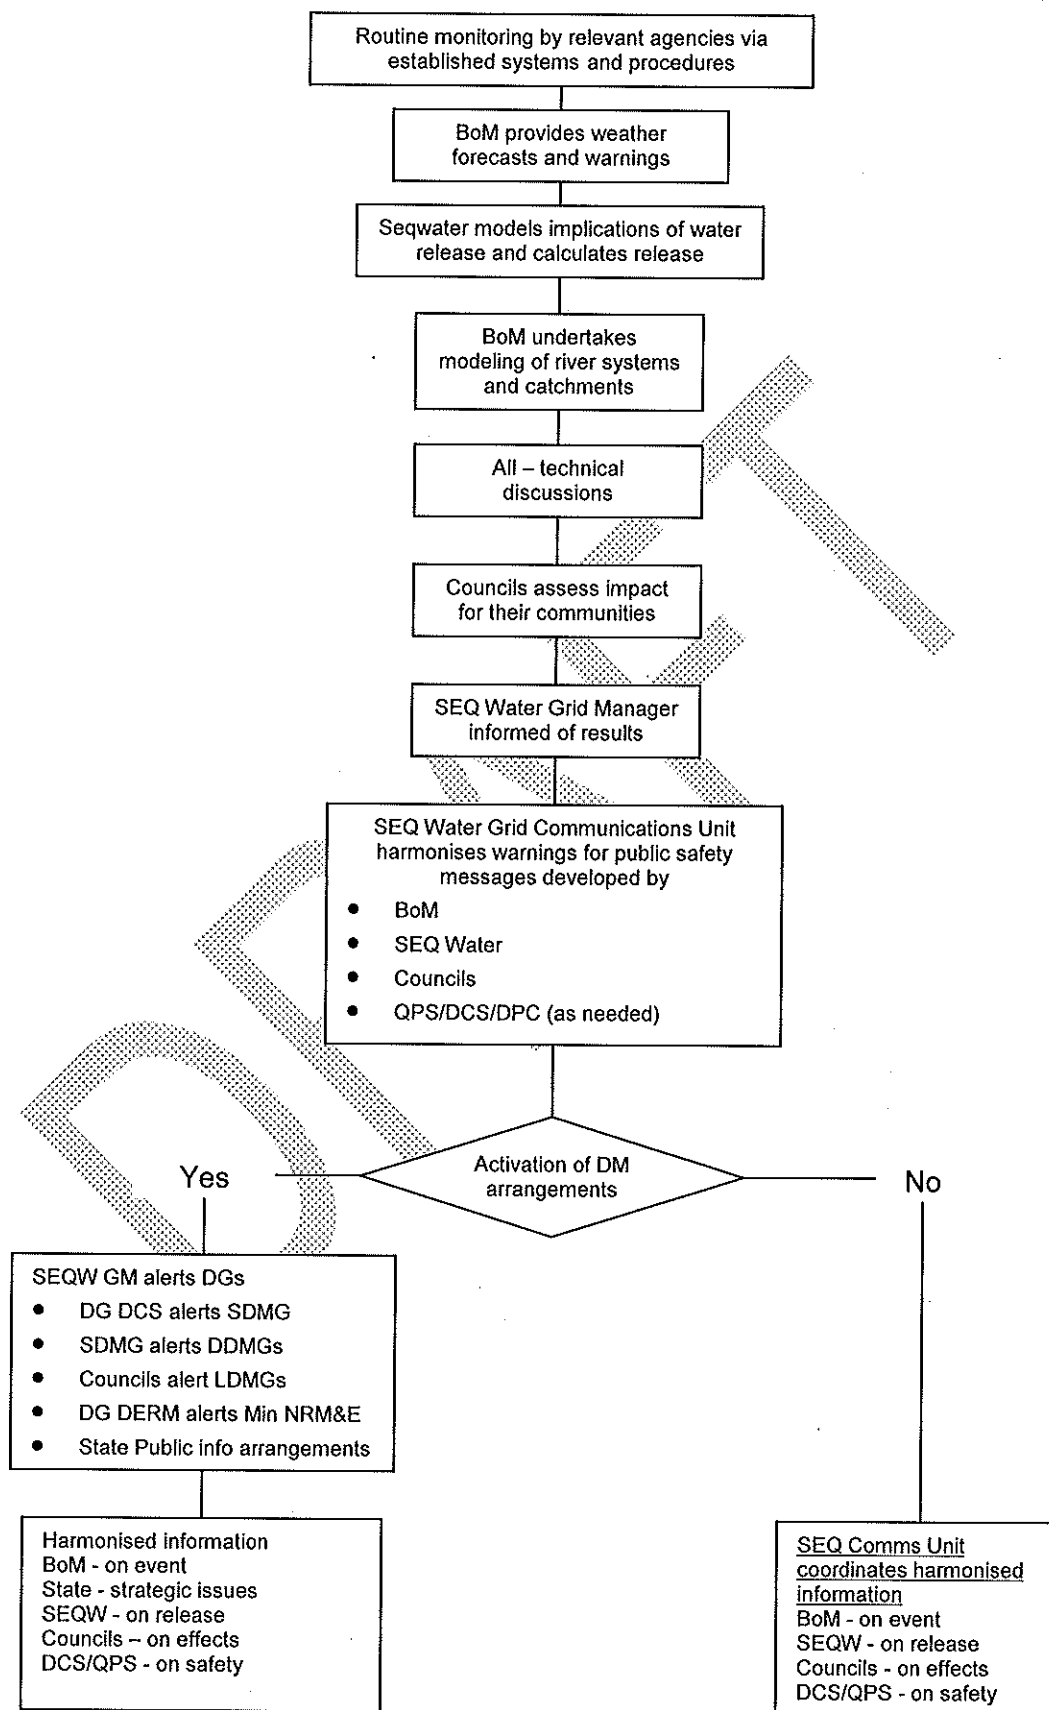 Routine monitoring by relevant agencies via
established systems and procedures
BoM provides weather
forecasts and warnings
Seqwater models implications of water
release and calculates release
BoM undertakes
modeling of river systems
and catchments
All – technical
discussions
Councils assess impact
for their communities
SEQ Water Grid Manager
informed of results
SEQ Water Grid Communications Unit
harmonises warnings for public safety
messages developed by
● BoM
● SEQ Water
● Councils
● QPS/DCS/DPC (as needed)
Activation of DM
arrangements
Yes
No
SEQW GM alerts DGs
● DG DCS alerts SDMG
● SDMG alerts DDMGs
● Councils alert LDMGs
● DG DERM alerts Min NRM&E
● State Public info arrangements
Harmonised information
BoM - on event
State - strategic issues
SEQW - on release
Councils – on effects
DCS/QPS - on safety
SEQ Comms Unit
coordinates harmonised
information
BoM - on event
SEQW - on release
Councils - on effects
DCS/QPS - on safety
DRAFT